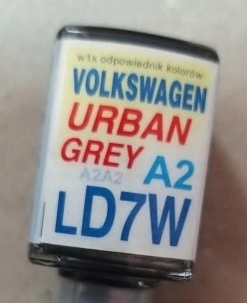 w1x odpowiednik kolorów
VOLKSWAGEN
URBAN
GREY A2
A2A2
LD7W